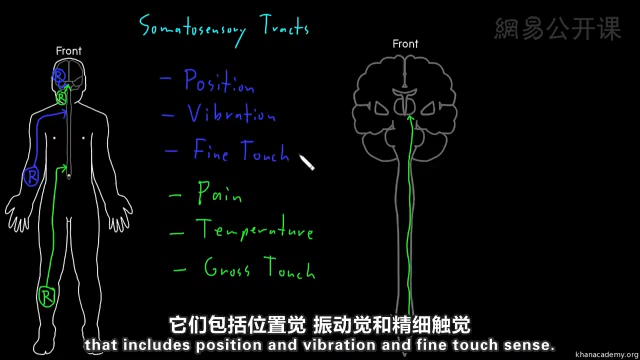 網易公开课
Somatosensory Tracts
Front
Front
R
R
R
- Position
- Vibration
- Fine Touch
- Pain
- Temperature
- Gross Touch
R
它们包括位置觉 振动觉和精细触觉
that includes position and vibration and fine touch sense.
khanacademy.org